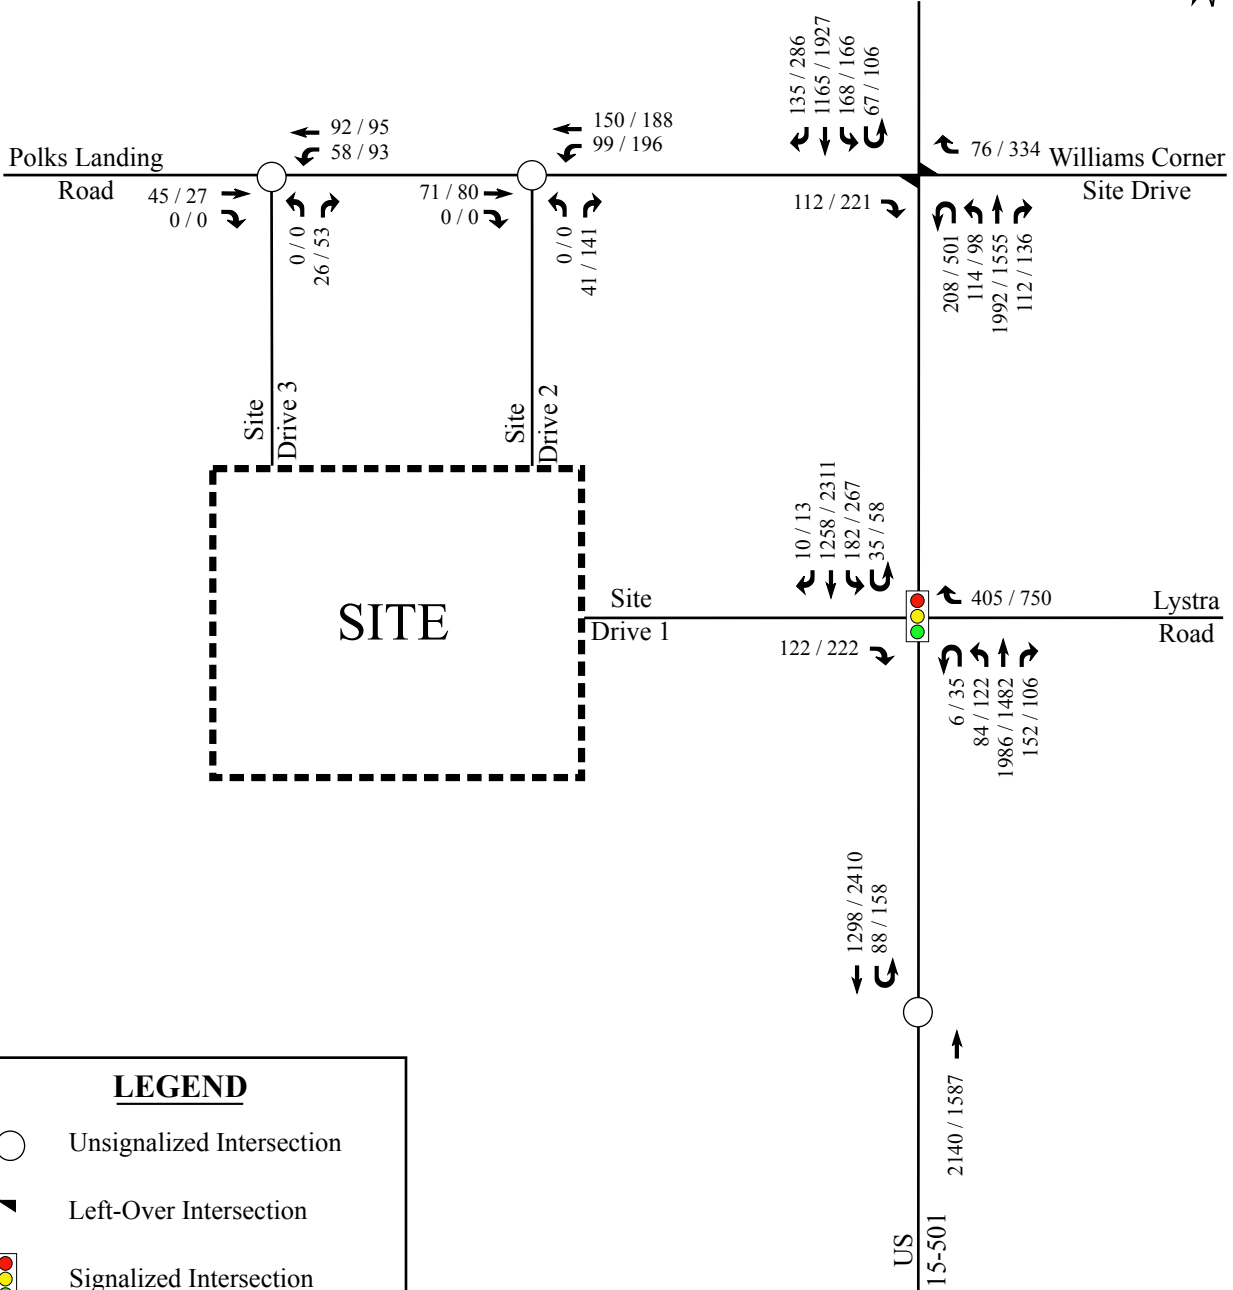 135 / 286
1165 / 1927
168 / 166
67 / 106
92 / 95
58 / 93
150 / 188
99 / 196
76 / 334
Polks Landing
Road
Williams Corner
Site Drive
45 / 27
0 / 0
71 / 80
0 / 0
112 / 221
0 / 0
26 / 53
0 / 0
41 / 141
208 / 501
114 / 98
1992 / 1555
112 / 136
Site
Drive 3
Site
Drive 2
10 / 13
1258 / 2311
182 / 267
35 / 58
SITE
Site
Drive 1
405 / 750
Lystra
Road
122 / 222
6 / 35
84 / 122
1986 / 1482
152 / 106
1298 / 2410
88 / 158
2140 / 1587
US
15-501
LEGEND
Unsignalized Intersection
Left-Over Intersection
Signalized Intersection